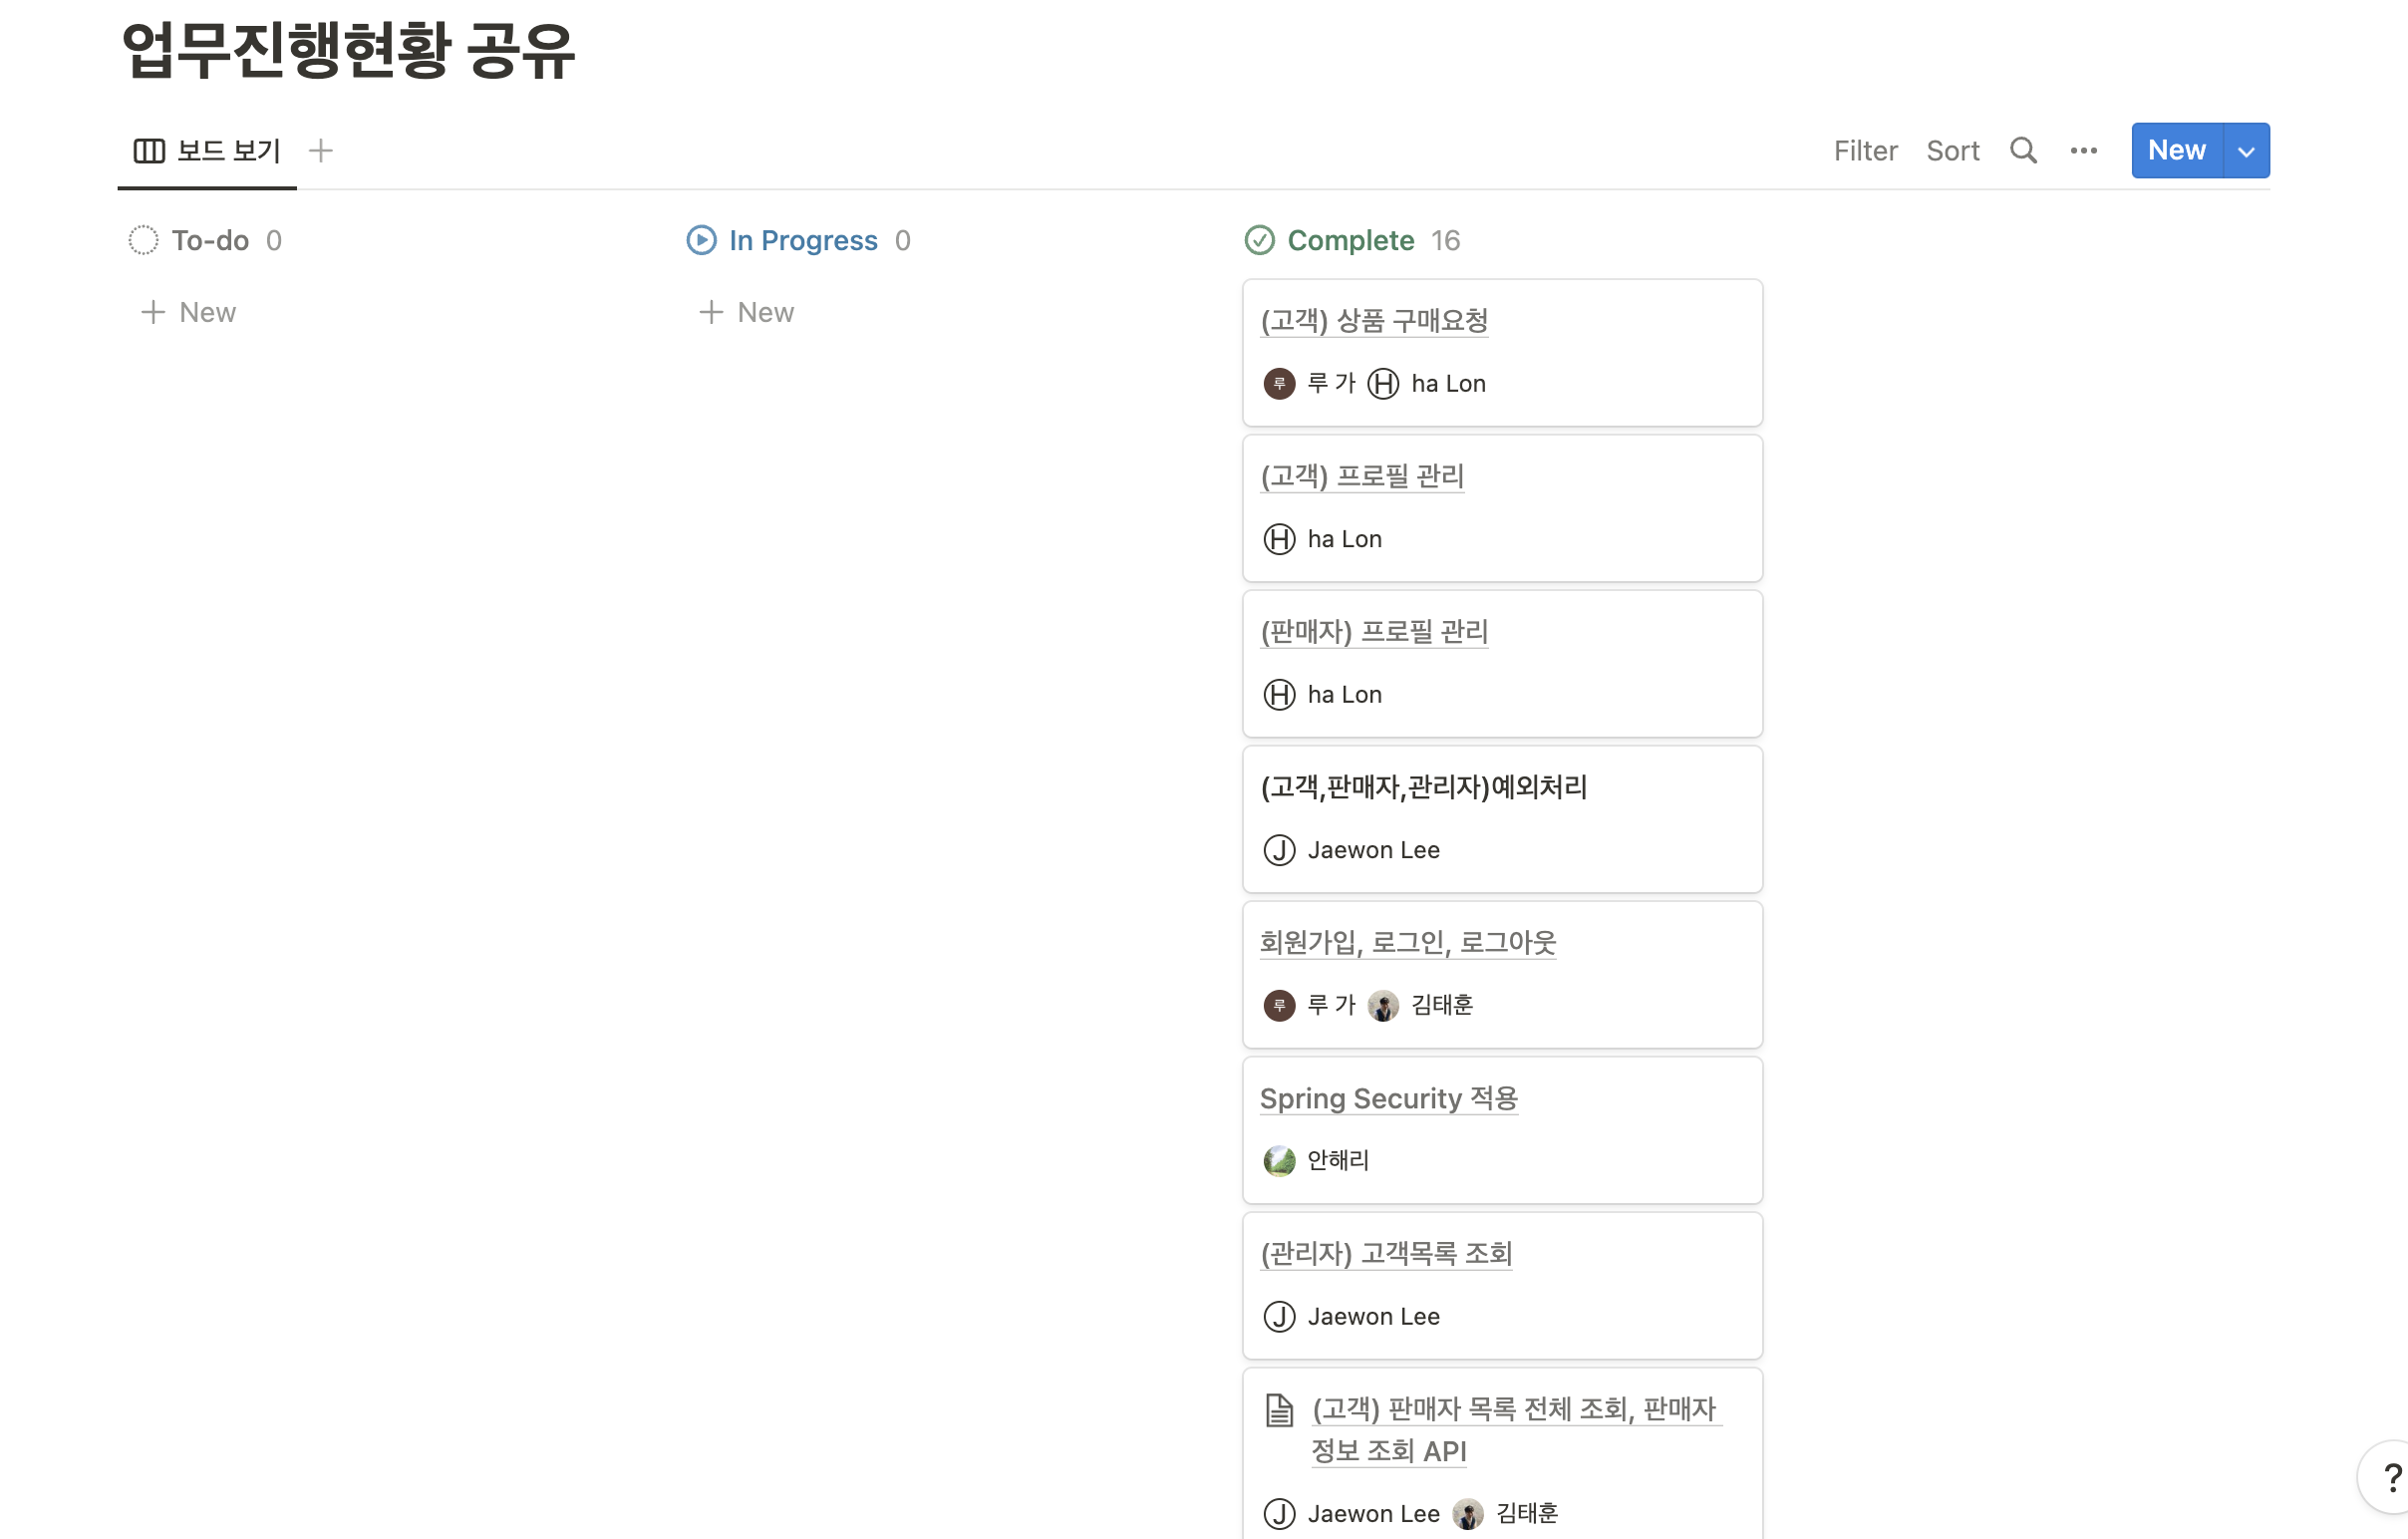 업무진행현황 공유
보드 보기
Filter Sort New
To-do 0
New
In Progress 0
New
Complete 16
(고객) 상품 구매요청
루 루 가 H ha Lon
(고객) 프로필 관리
H ha Lon
(판매자) 프로필 관리
H ha Lon
(고객,판매자,관리자)예외처리
J Jaewon Lee
회원가입, 로그인, 로그아웃
루 루 가 김태훈
Spring Security 적용
안해리
(관리자) 고객목록 조회
J Jaewon Lee
(고객) 판매자 목록 전체 조회, 판매자
정보 조회 API
J Jaewon Lee 김태훈
?